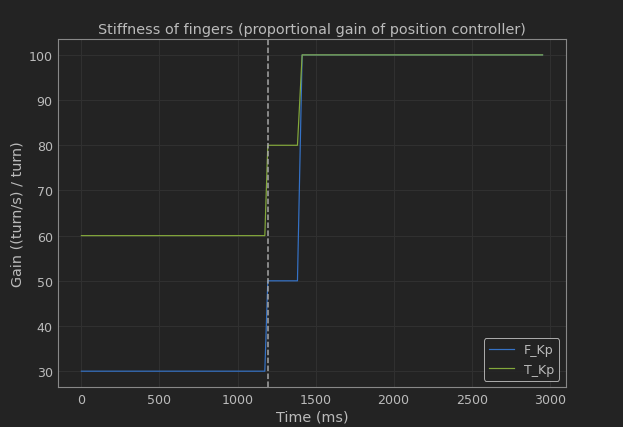 Stiffness of fingers (proportional gain of position controller)
100
90
80
70
60
50
40
30
Gain ((turn/s) / turn)
F_Kp
T_Kp
0 500 1000 1500 2000 2500 3000
Time (ms)